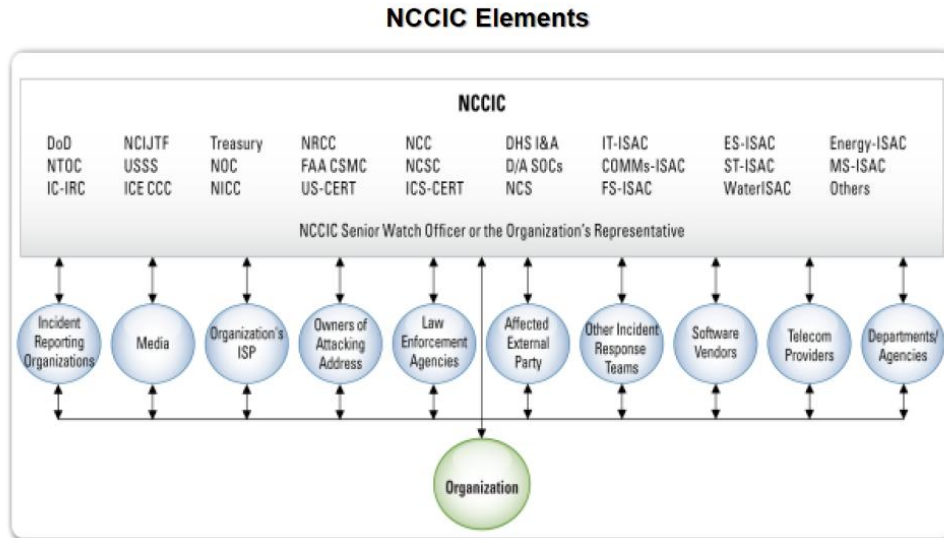 NCCIC Elements
NCCIC
DoD NCIJTF Treasury NRCC NCC DHS I&A IT-ISAC ES-ISAC Energy-ISAC
NTOC USSS NOC FAA CSMC NCSC D/A SOCs COMMs-ISAC ST-ISAC MS-ISAC
IC-IRC ICE CCC NICC US-CERT ICS-CERT NCS FS-ISAC WaterISAC Others
NCCIC Senior Watch Officer or the Organization's Representative
Incident
Reporting
Organizations
Media
Organization's
ISP
Owners of
Attacking
Address
Law
Enforcement
Agencies
Affected
External
Party
Other Incident
Response
Teams
Software
Vendors
Telecom
Providers
Departments/
Agencies
Organization